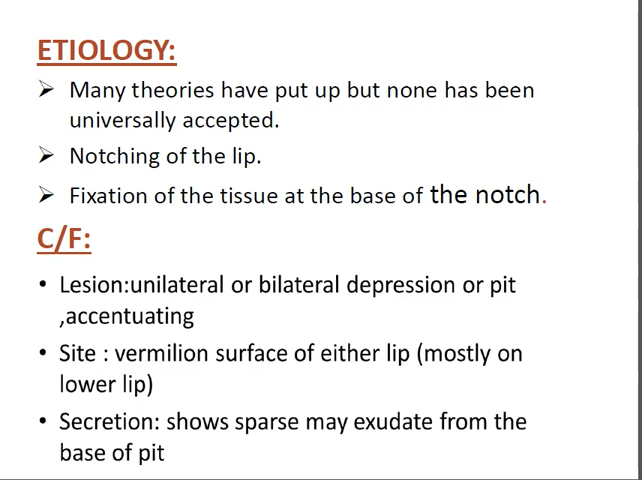 ETIOLOGY:
➢ Many theories have put up but none has been
universally accepted.
➢ Notching of the lip.
➢ Fixation of the tissue at the base of the notch.
C/F:
• Lesion:unilateral or bilateral depression or pit
,accentuating
• Site : vermilion surface of either lip (mostly on
lower lip)
• Secretion: shows sparse may exudate from the
base of pit